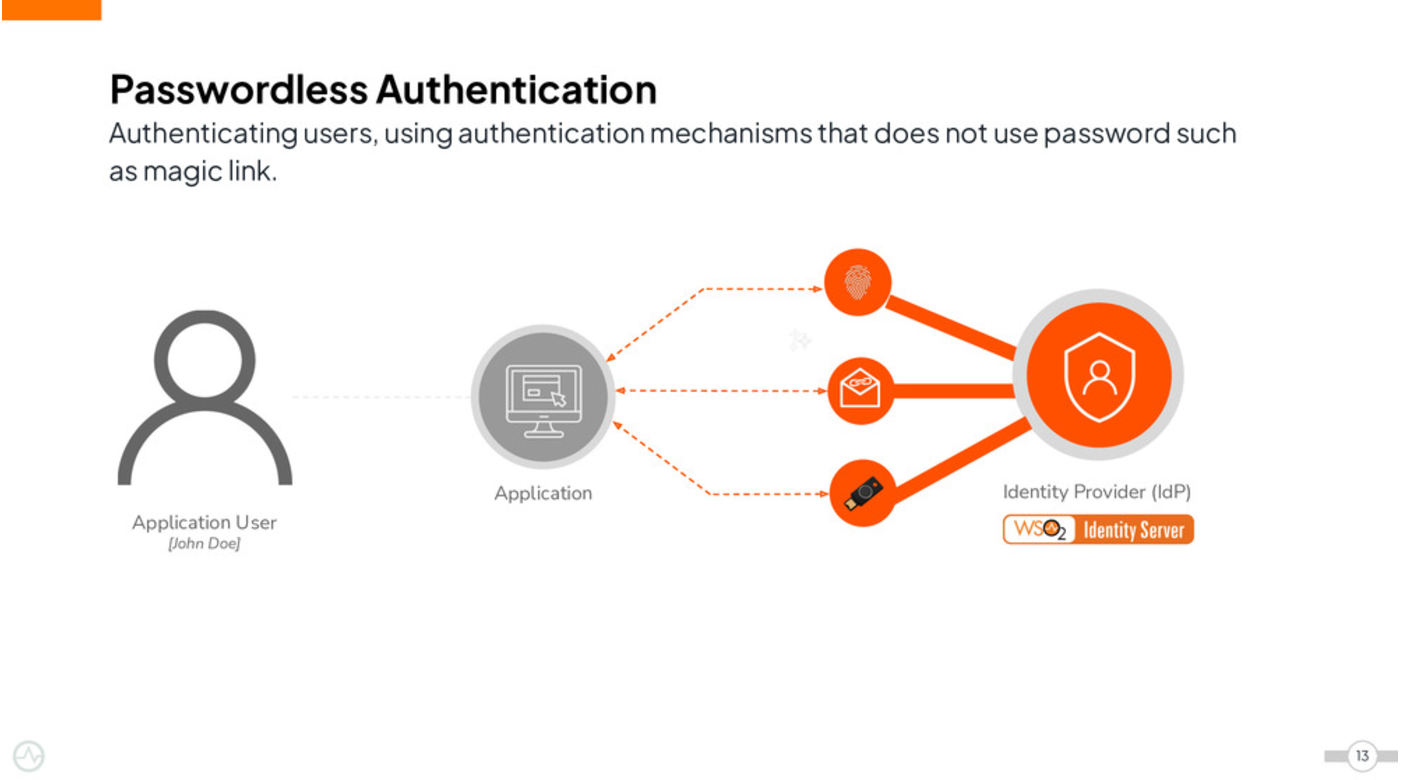 Passwordless Authentication
Authenticating users, using authentication mechanisms that does not use password such
as magic link.
Application
Identity Provider (IdP)
WSO2 Identity Server
Application User
[John Doe]
13